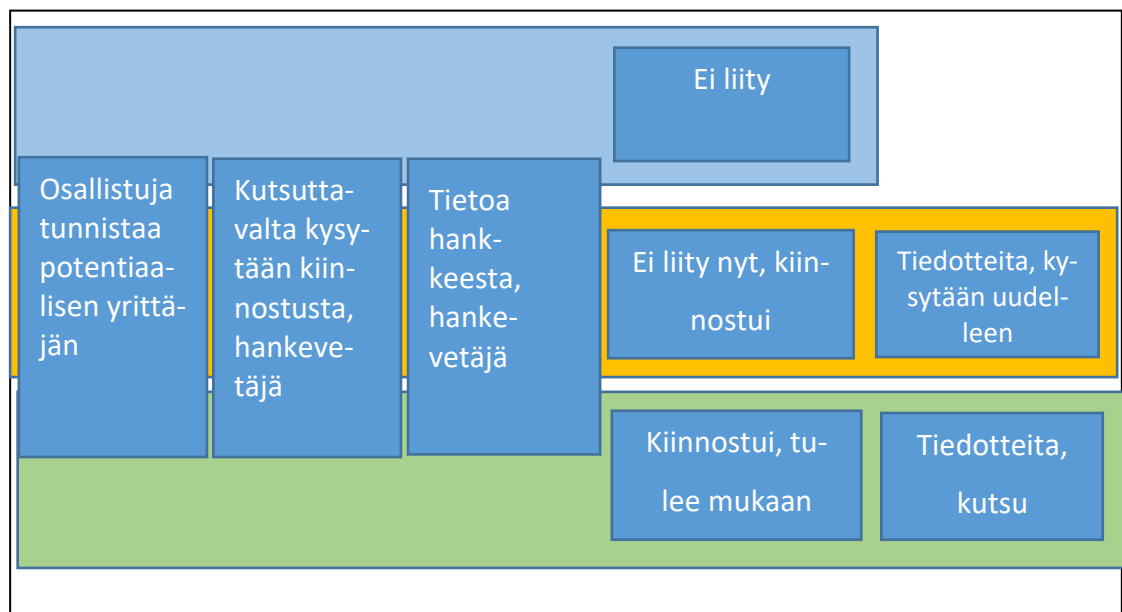 Ei liity
Osallistuja
tunnistaa
potentiaa-
lisen yrittä-
jän
Kutsutta-
valta kysy-
tään kiin-
nostusta,
hankeve-
täjä
Tietoa
hank-
keesta,
hanke-
vetäjä
Ei liity nyt, kiin-
nostui
Tiedotteita, ky-
sytään uudel-
leen
Kiinnostui, tu-
lee mukaan
Tiedotteita,
kutsu